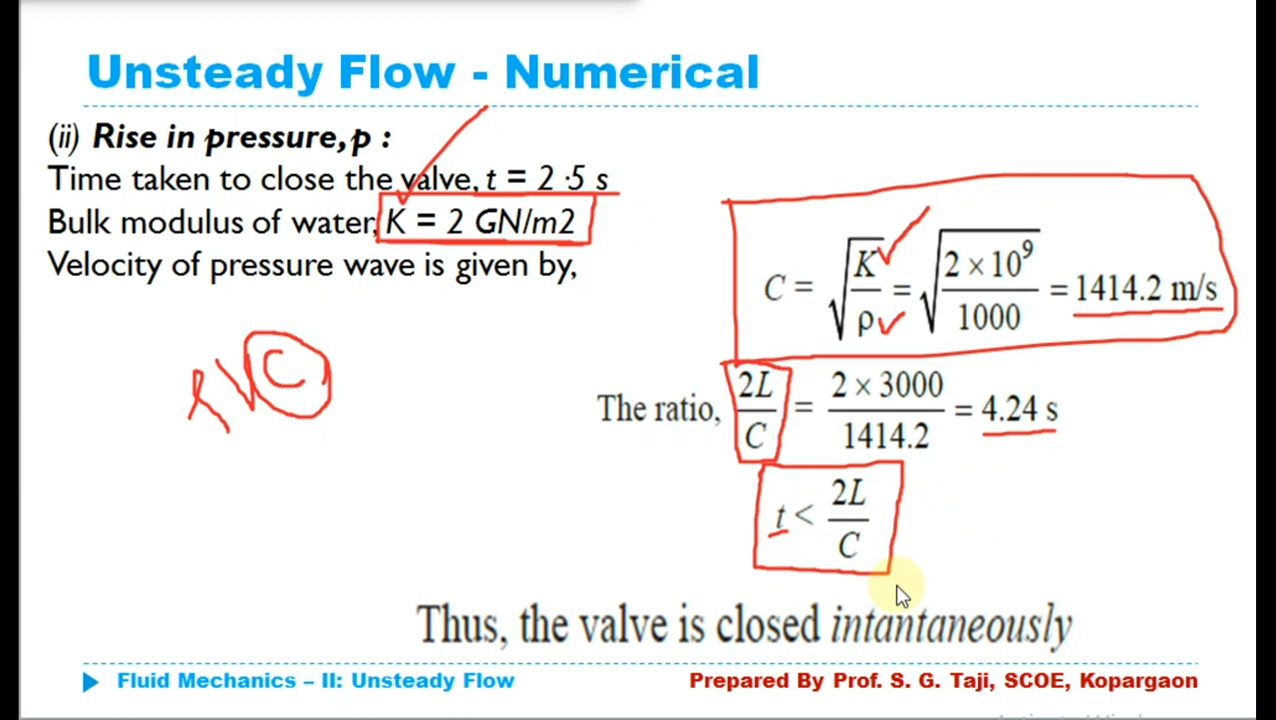 Unsteady Flow - Numerical
(ii) Rise in pressure, p :
Time taken to close the valve, t = 2·5 s
Bulk modulus of water, K = 2 GN/m2
Velocity of pressure wave is given by,
C = √(K/ρ) = √(2 × 10⁹/1000) = 1414.2 m/s
The ratio, 2L/C = 2 × 3000/1414.2 = 4.24 s
t < 2L/C
Thus, the valve is closed intantaneously
Fluid Mechanics – II: Unsteady Flow
Prepared By Prof. S. G. Taji, SCOE, Kopargaon